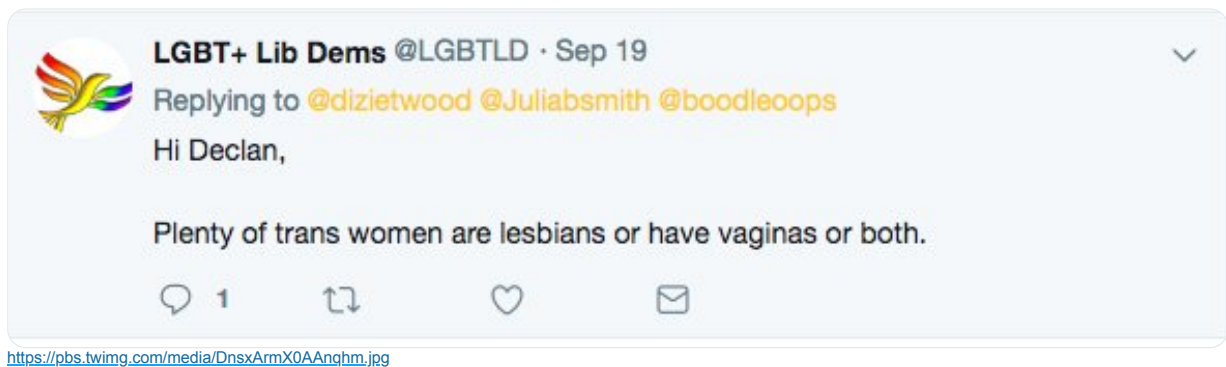 LGBT+ Lib Dems @LGBTLD · Sep 19
Replying to @dizietwood @Juliabsmith @boodleoops
Hi Declan,
Plenty of trans women are lesbians or have vaginas or both.
1
https://pbs.twimg.com/media/DnsxArmX0AAnqhm.jpg